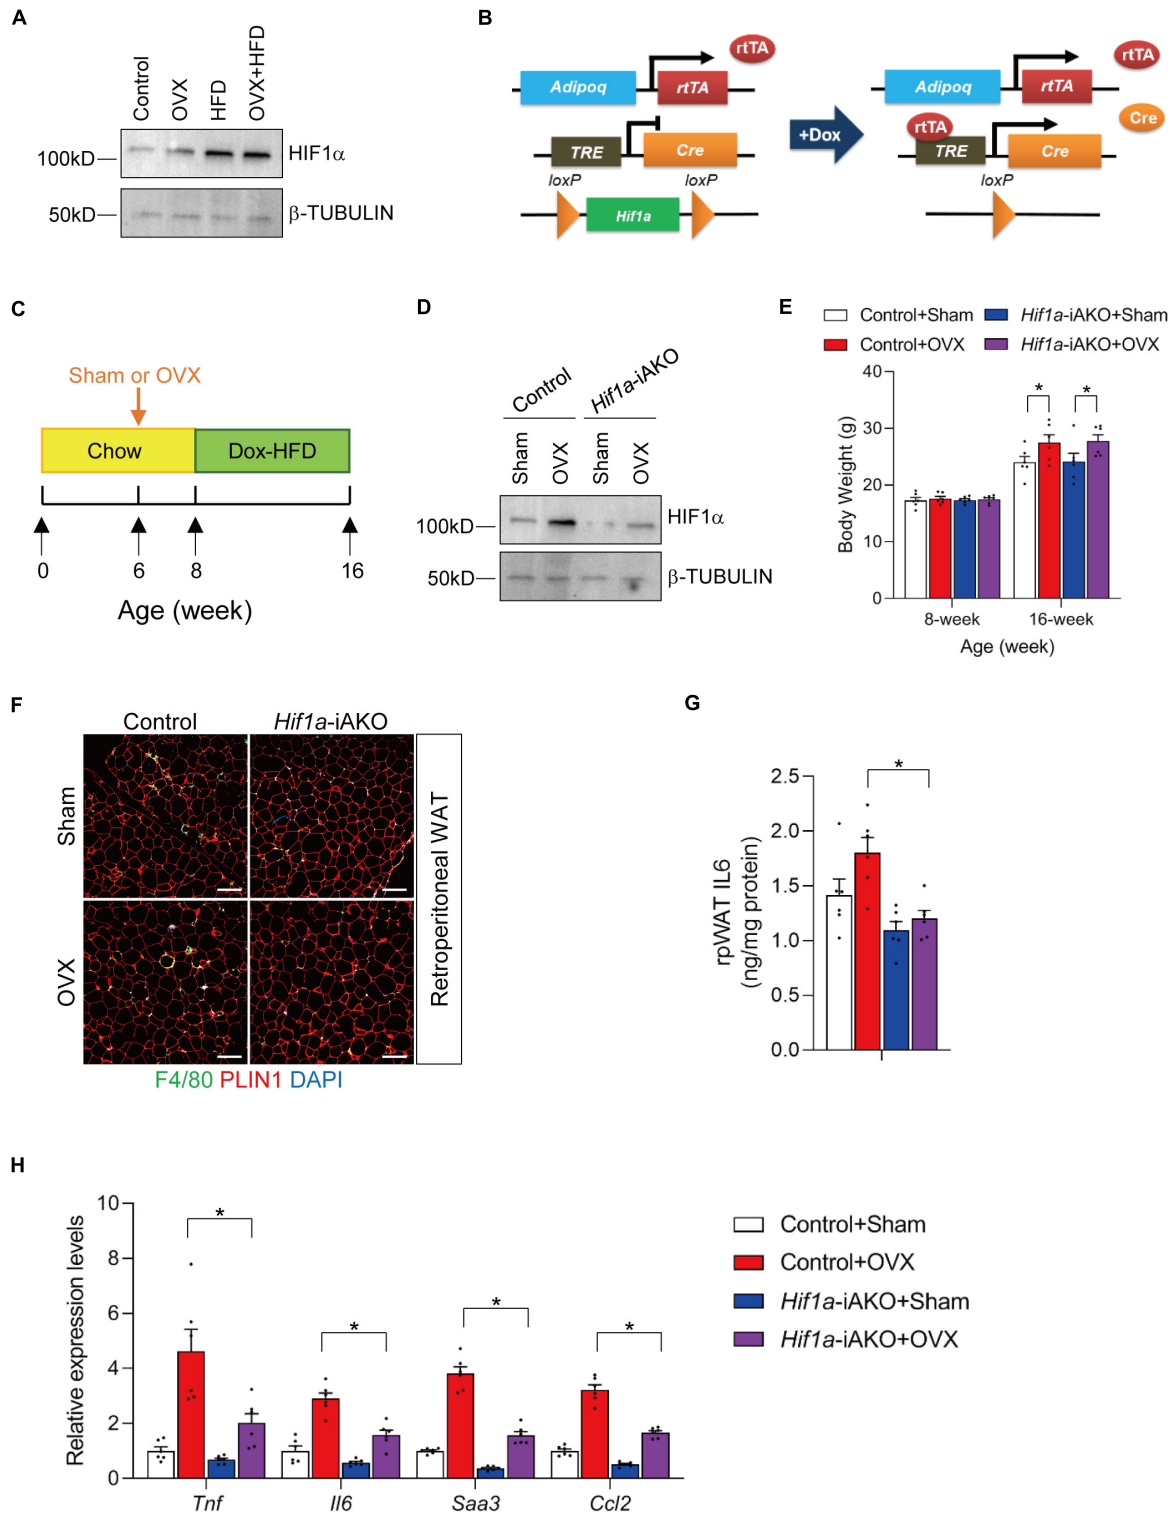 A
Control
OVX
HFD
OVX+HFD
100kD
HIF1α
50kD
β-TUBULIN
B
Adipoq
rtTA
rtTA
TRE
Cre
loxP
loxP
Hif1a
+Dox
Adipoq
rtTA
rtTA
rtTA
TRE
Cre
Cre
loxP
C
Sham or OVX
Chow
Dox-HFD
0
6
8
16
Age (week)
D
Control
Hif1a-iAKO
Sham
OVX
Sham
OVX
100kD
HIF1α
50kD
β-TUBULIN
E
Control+Sham
Hif1a-iAKO+Sham
Control+OVX
Hif1a-iAKO+OVX
Body Weight (g)
40
30
20
10
0
*
*
8-week
16-week
Age (week)
F
Control
Hif1a-iAKO
Sham
OVX
Retroperitoneal WAT
F4/80 PLIN1 DAPI
G
rpWAT IL6
(ng/mg protein)
2.5
2.0
1.5
1.0
0.5
0.0
*
H
Relative expression levels
10
8
6
4
2
0
*
*
*
*
Tnf
Il6
Saa3
Ccl2
Control+Sham
Control+OVX
Hif1a-iAKO+Sham
Hif1a-iAKO+OVX